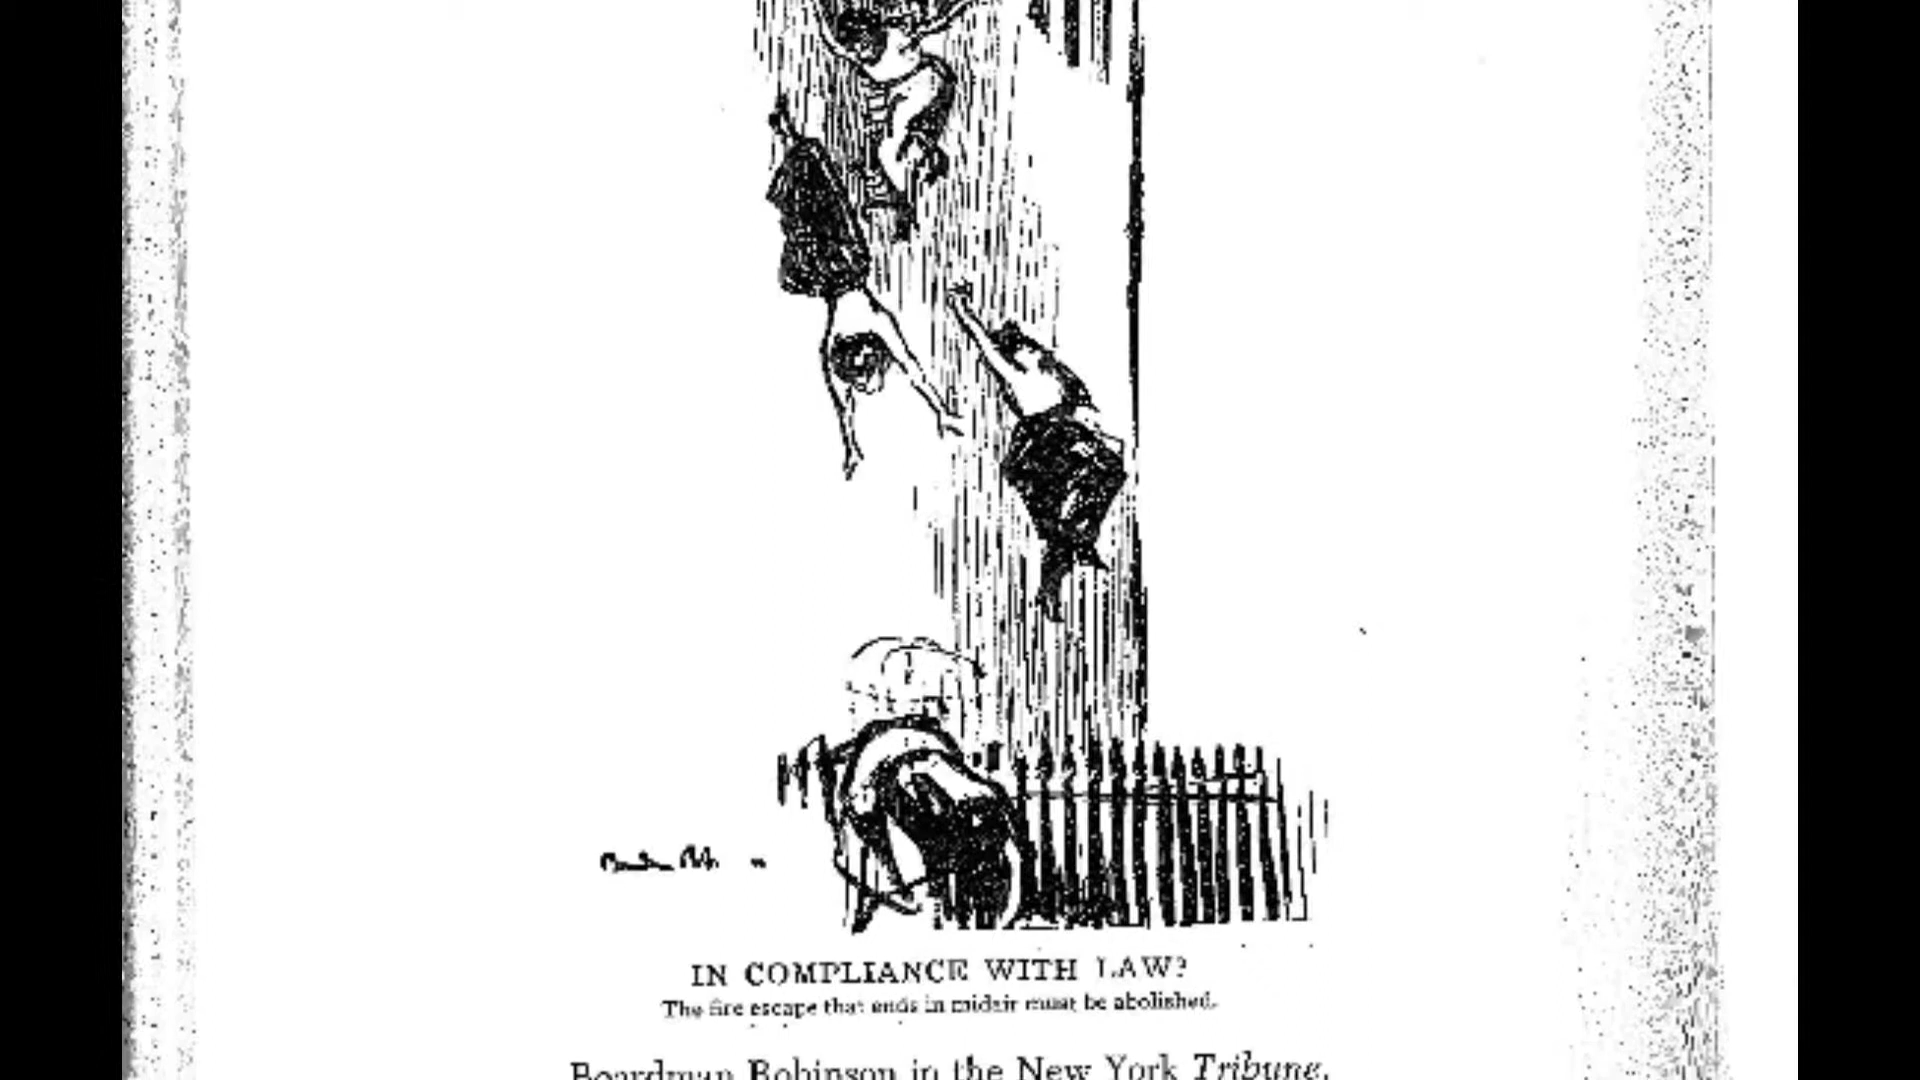 IN COMPLIANCE WITH LAW?
The fire escape that ends in midair must be abolished.
Boardman Robinson in the New York Tribune.